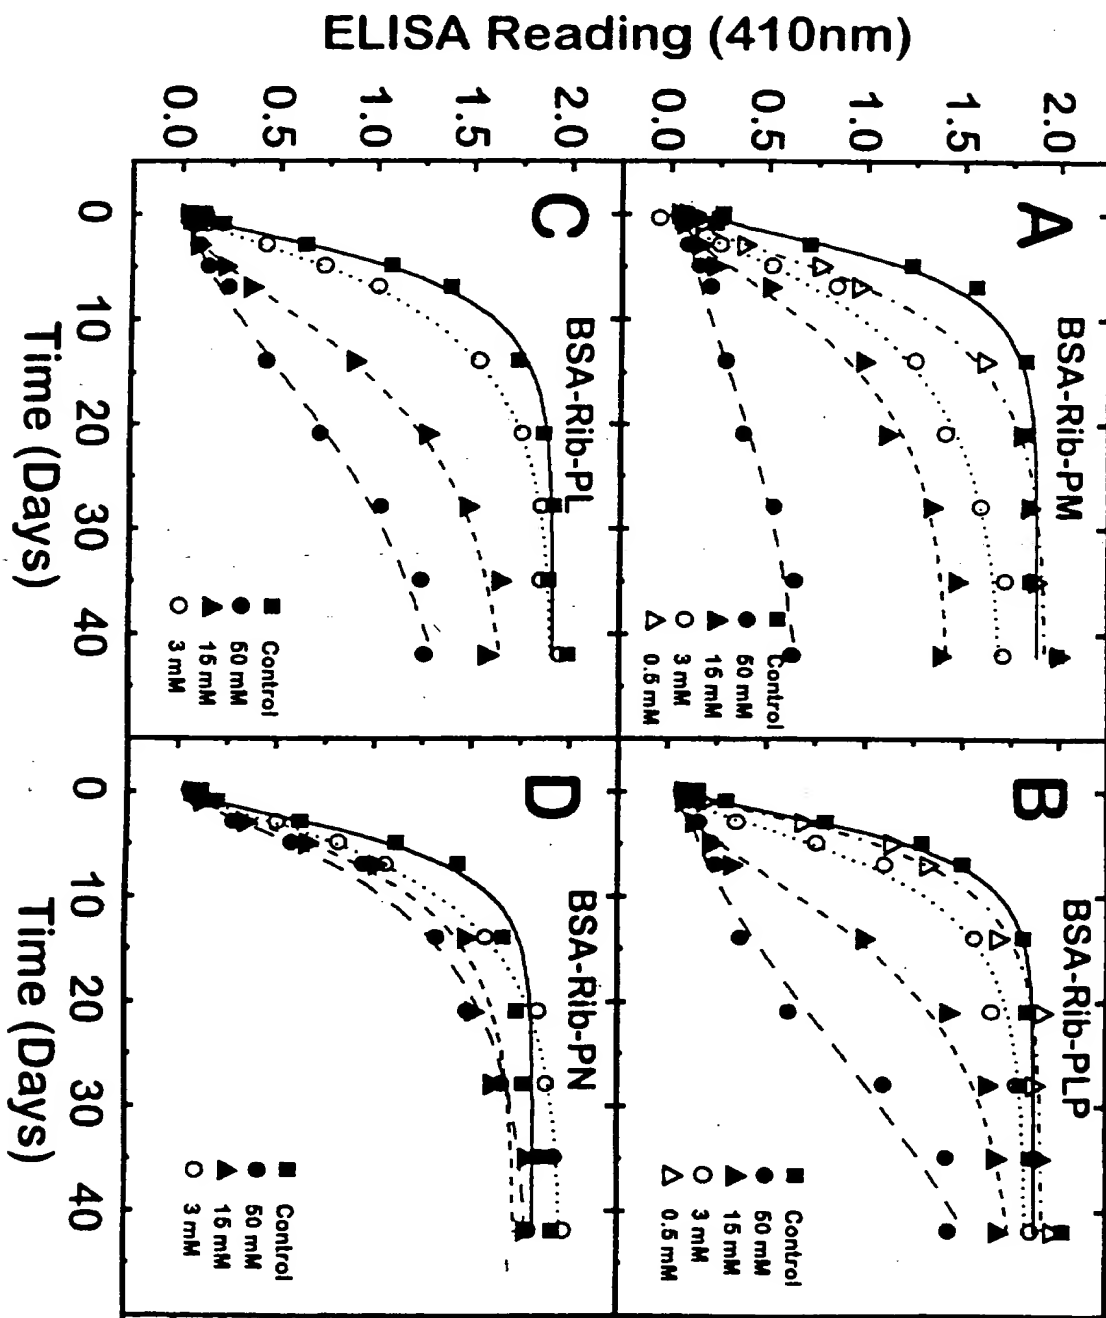 ELISA Reading (410nm)
2.0
1.5
1.0
0.5
0.0
A
BSA-Rib-PM
Control
50 mM
15 mM
3 mM
0.5 mM
B
BSA-Rib-PLP
Control
50 mM
15 mM
3 mM
0.5 mM
2.0
1.5
1.0
0.5
0.0
C
BSA-Rib-PL
Control
50 mM
15 mM
3 mM
D
BSA-Rib-PN
Control
50 mM
15 mM
3 mM
0 10 20 30 40
0 10 20 30 40
Time (Days)
Time (Days)